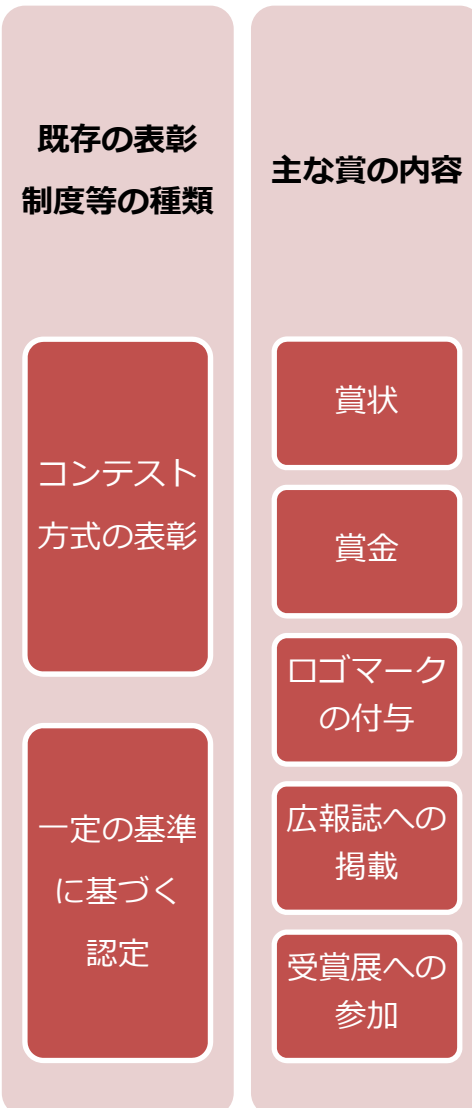 既存の表彰
制度等の種類
コンテスト
方式の表彰
一定の基準
に基づく
認定
主な賞の内容
賞状
賞金
ロゴマーク
の付与
広報誌への
掲載
受賞展への
参加